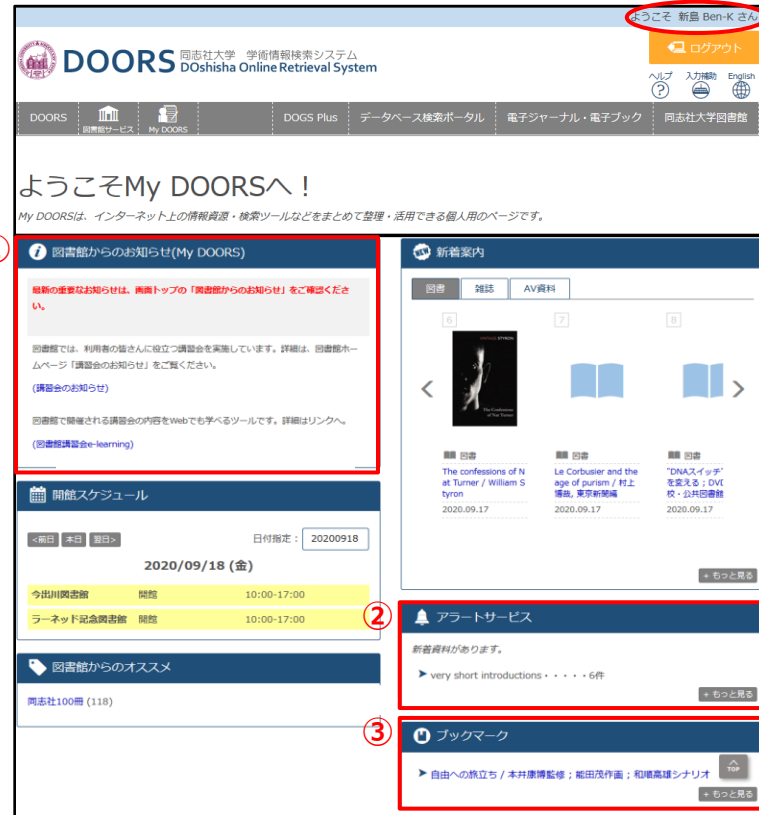 ようこそ 新島 Ben-K さん
DOORS 同志社大学 学術情報検索システム
DOshisha Online Retrieval System
ログアウト
ヘルプ 入力補助 English
DOORS 図書館サービス My DOORS DOGS Plus データベース検索ポータル 電子ジャーナル・電子ブック 同志社大学図書館
ようこそMy DOORSへ！
My DOORSは、インターネット上の情報資源・検索ツールなどをまとめて整理・活用できる個人用のページです。
図書館からのお知らせ(My DOORS)
最新の重要なお知らせは、画面トップの「図書館からのお知らせ」をご確認くださ
い。
図書館では、利用者の皆さんに役立つ講習会を実施しています。詳細は、図書館ホー
ムページ「講習会のお知らせ」をご覧ください。
(講習会のお知らせ)
図書館で開催される講習会の内容をWebでも学べるツールです。詳細はリンクへ。
(図書館講習会e-learning)
開館スケジュール
<前日 本日 翌日> 日付指定： 20200918
2020/09/18 (金)
今出川図書館 開館 10:00-17:00
ラーネッド記念図書館 開館 10:00-17:00
図書館からのオススメ
同志社100冊 (118)
NEW 新着案内
図書 雑誌 AV資料
6 7 8
図書 図書 図書
The confessions of N Le Corbusier and the "DNAスイッチ"
at Turner / William S age of purism / 村上 を変える ; DVD
tyron 博哉, 東京新聞編 校・公共図書館
2020.09.17 2020.09.17 2020.09.17
+ もっと見る
②
アラートサービス
新着資料があります。
very short introductions・・・・・6件
+ もっと見る
③
ブックマーク
自由への旅立ち / 本井康博監修 ; 能田茂作画 ; 和順高雄シナリオ
TOP
+ もっと見る